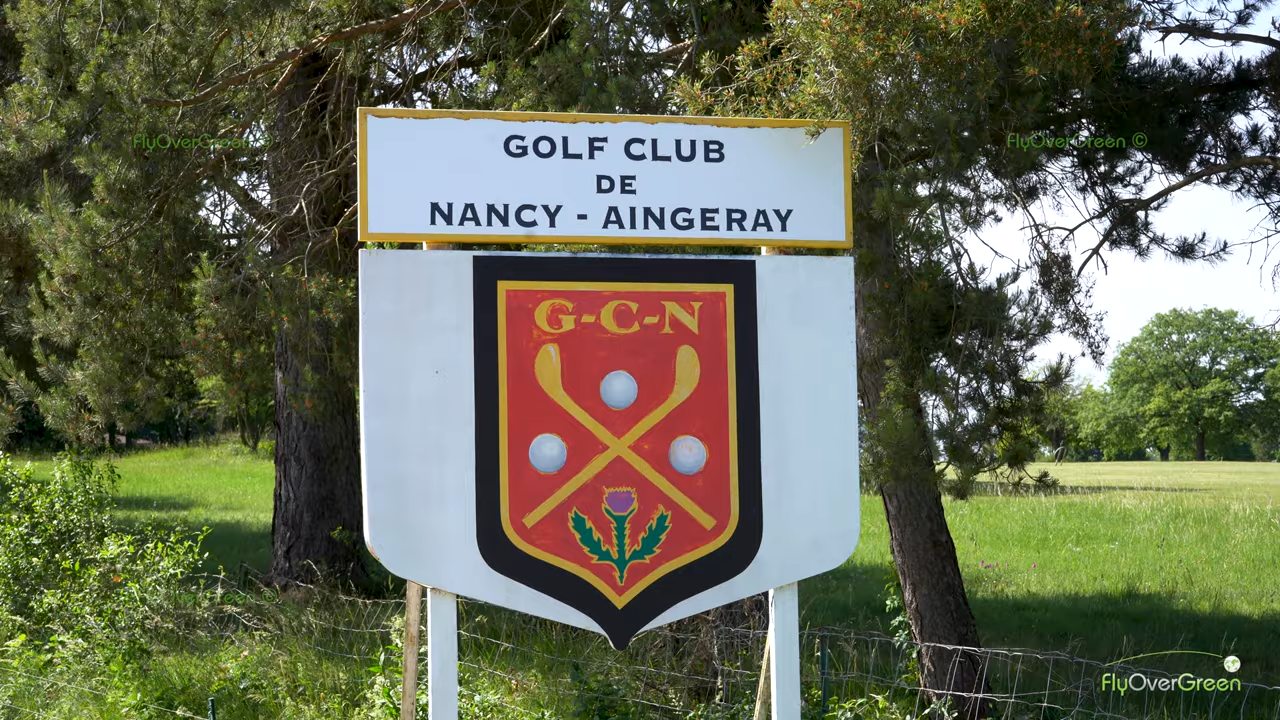 GOLF CLUB
DE
NANCY - AINGERAY
G-C-N
FlyOverGreen ©
FlyOverGreen ©
FlyOverGreen